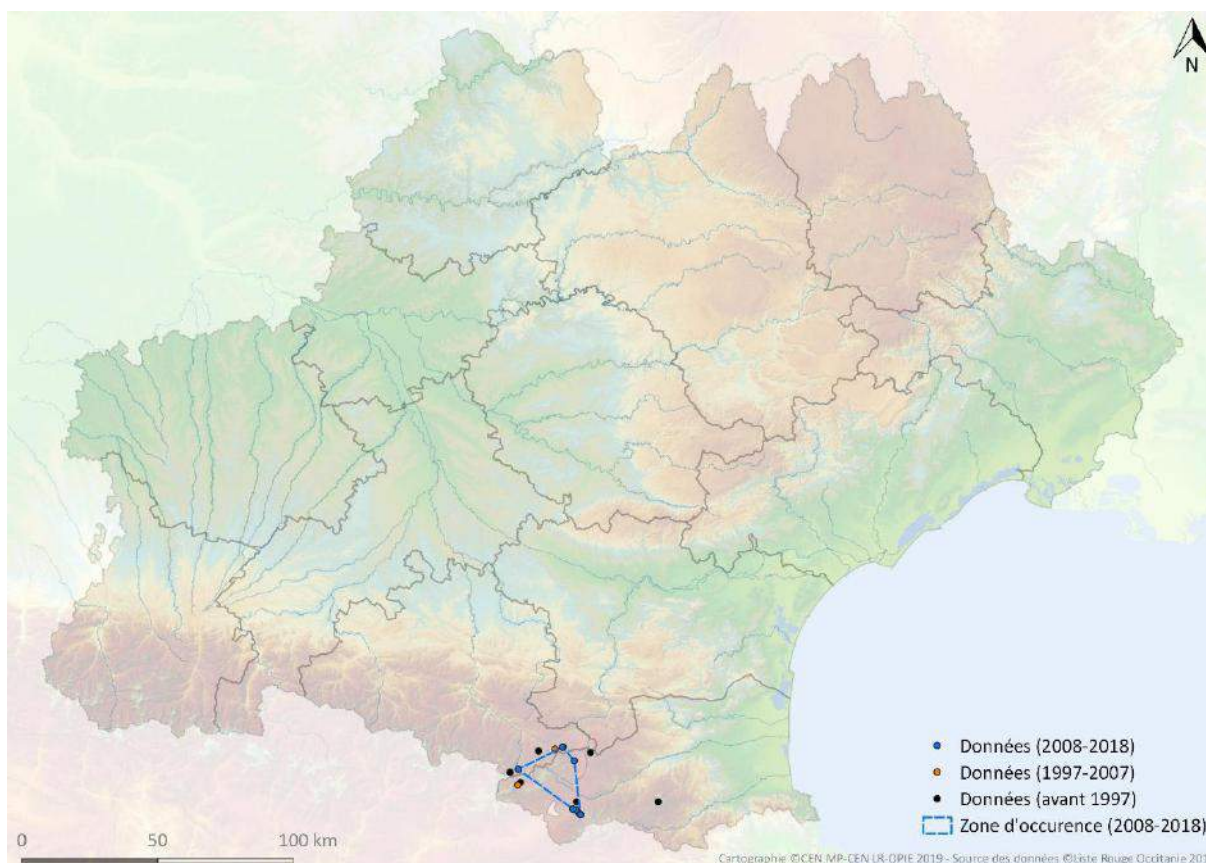 N
Données (2008-2018)
Données (1997-2007)
Données (avant 1997)
Zone d'occurence (2008-2018)
0 50 100 km
Cartographie ©CEN MP-CEN LR-OPIE 2019 - Source des données ©Liste Rouge Occitanie 201